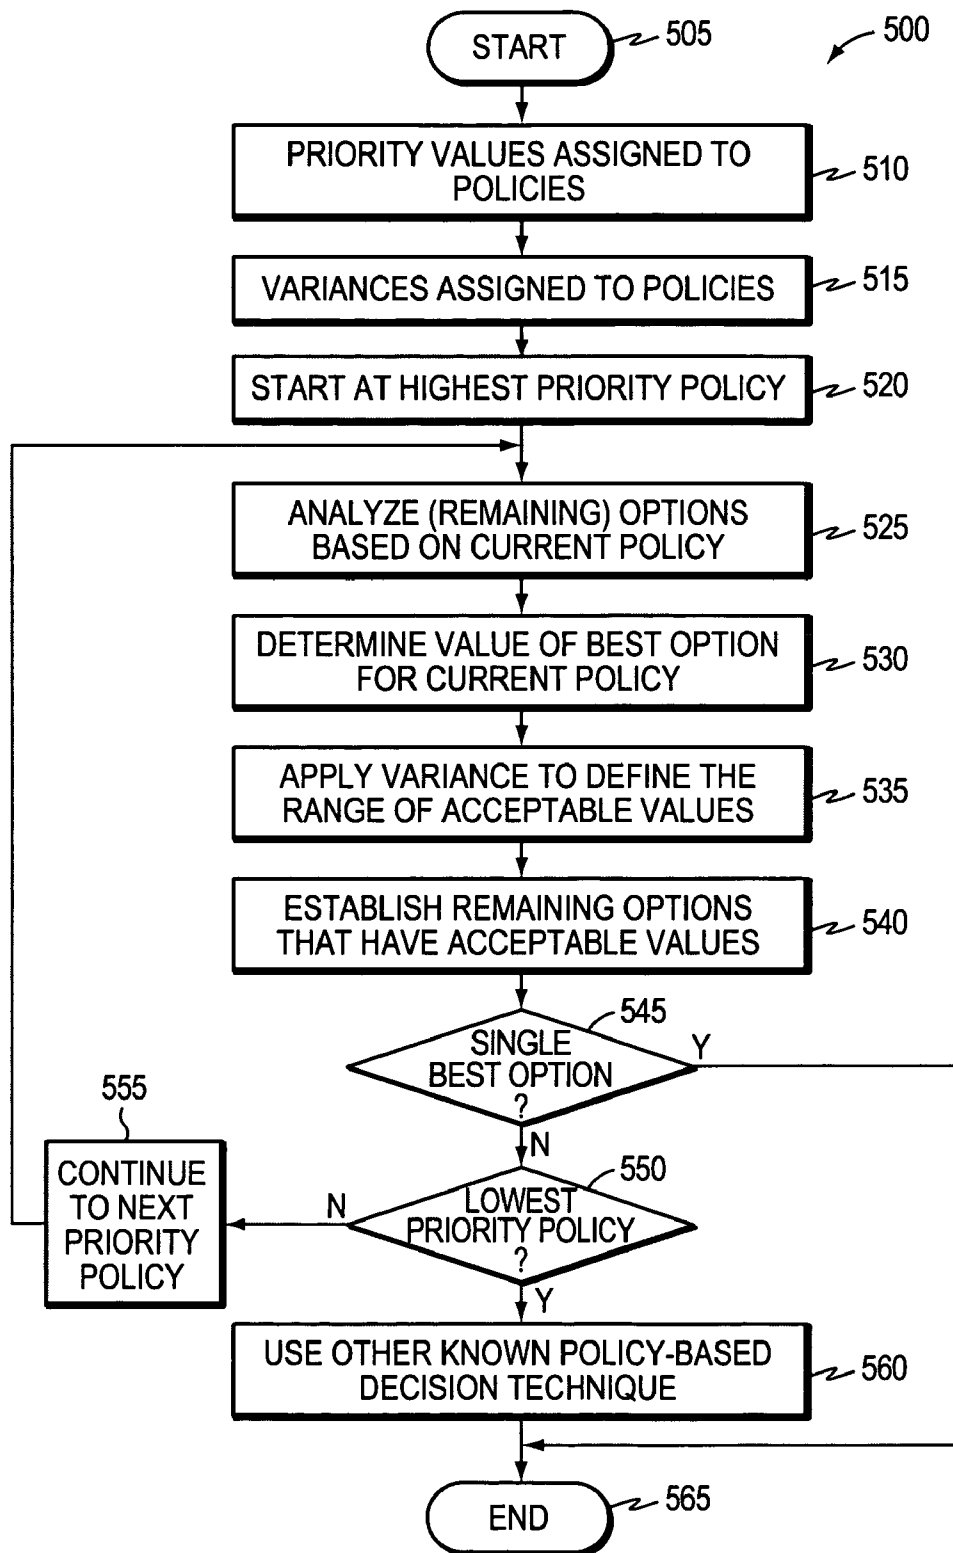 START
505
500
PRIORITY VALUES ASSIGNED TO
POLICIES
510
VARIANCES ASSIGNED TO POLICIES
515
START AT HIGHEST PRIORITY POLICY
520
ANALYZE (REMAINING) OPTIONS
BASED ON CURRENT POLICY
525
DETERMINE VALUE OF BEST OPTION
FOR CURRENT POLICY
530
APPLY VARIANCE TO DEFINE THE
RANGE OF ACCEPTABLE VALUES
535
ESTABLISH REMAINING OPTIONS
THAT HAVE ACCEPTABLE VALUES
540
545
SINGLE
BEST OPTION
?
Y
N
555
CONTINUE
TO NEXT
PRIORITY
POLICY
550
LOWEST
PRIORITY POLICY
?
N
Y
USE OTHER KNOWN POLICY-BASED
DECISION TECHNIQUE
560
END
565